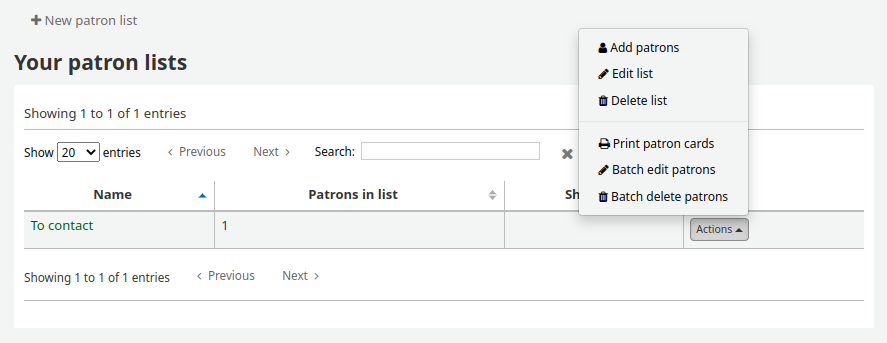 New patron list
Your patron lists
Showing 1 to 1 of 1 entries
Show 20 entries Previous Next Search:
Name Patrons in list
To contact 1 Actions
Showing 1 to 1 of 1 entries Previous Next
Add patrons
Edit list
Delete list
Print patron cards
Batch edit patrons
Batch delete patrons